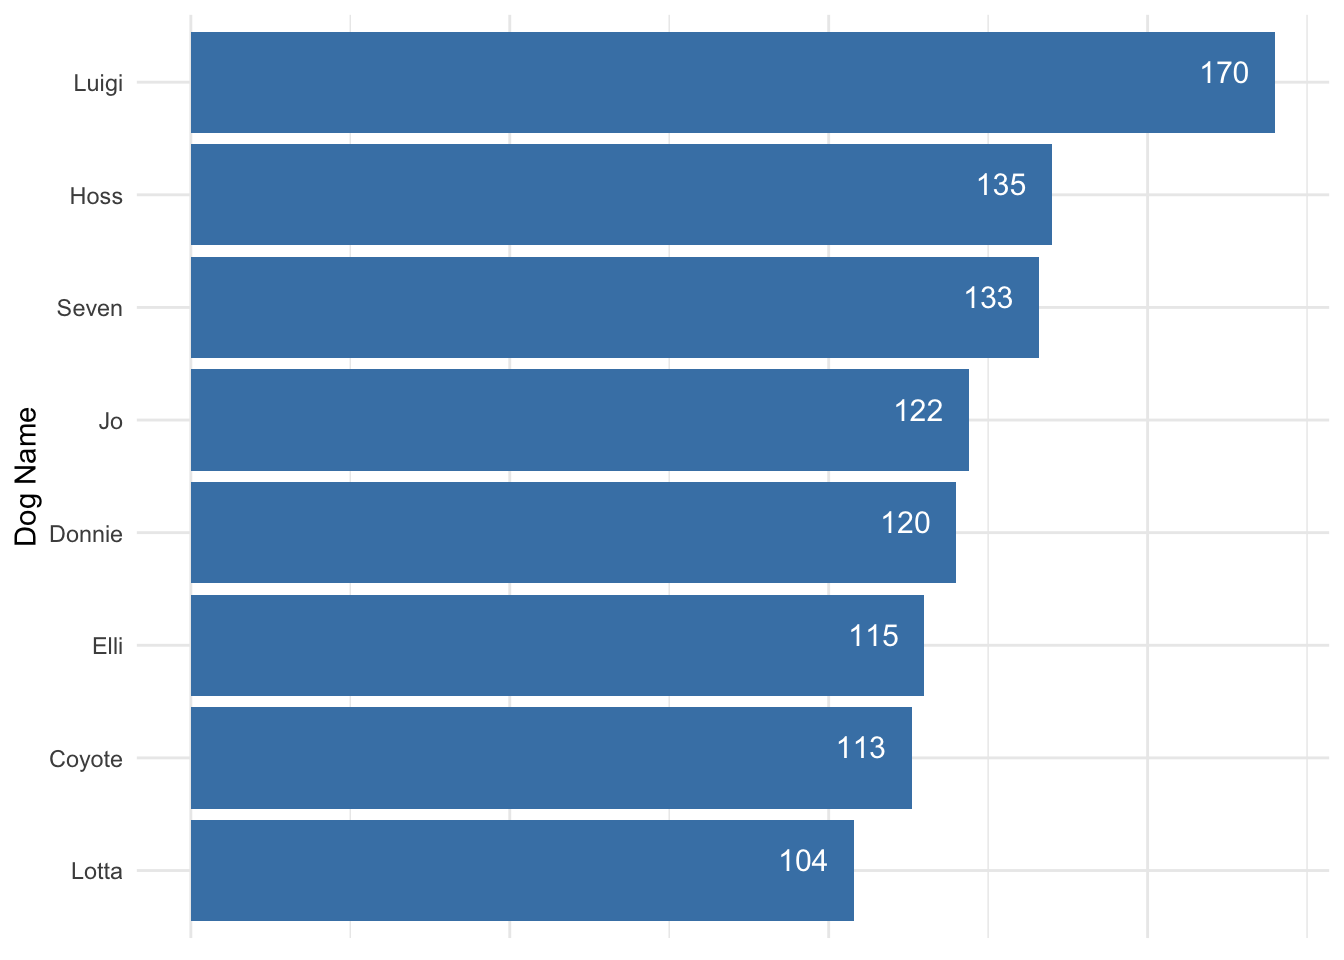 Dog Name
Luigi 170
Hoss 135
Seven 133
Jo 122
Donnie 120
Elli 115
Coyote 113
Lotta 104